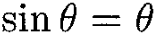 sin θ = θ